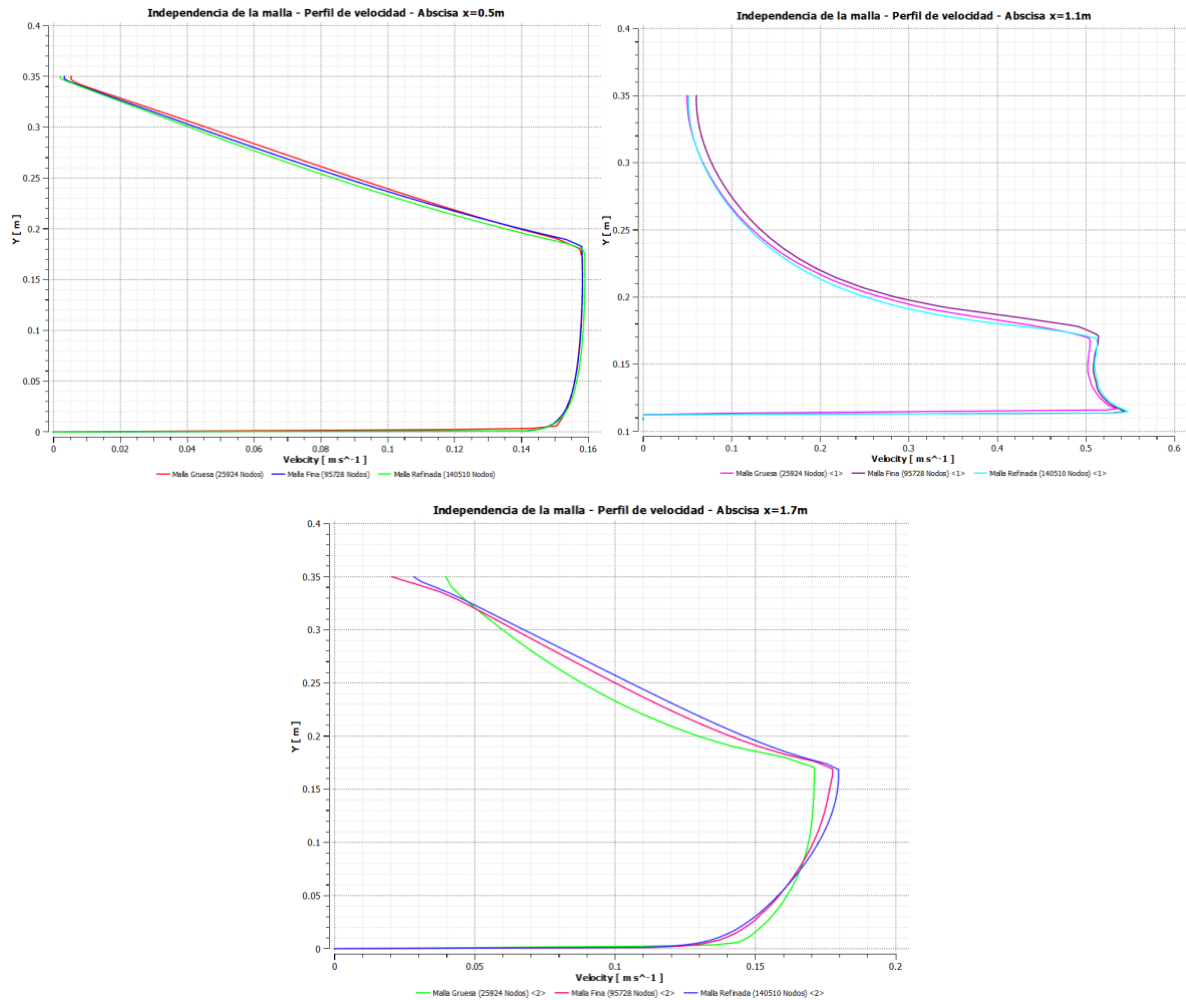 Independencia de la malla - Perfil de velocidad - Abscisa x=0.5m
0.4
0.35
0.3
0.25
0.2
0.15
0.1
0.05
0
Y [ m ]
0 0.02 0.04 0.06 0.08 0.1 0.12 0.14 0.16
Velocity [ m s^-1 ]
Malla Gruesa (25924 Nodos) Malla Fina (95728 Nodos) Malla Refinada (140510 Nodos)
Independencia de la malla - Perfil de velocidad - Abscisa x=1.1m
0.4
0.35
0.3
0.25
0.2
0.15
0.1
Y [ m ]
0 0.1 0.2 0.3 0.4 0.5 0.6
Velocity [ m s^-1 ]
Malla Gruesa (25924 Nodos) <1> Malla Fina (95728 Nodos) <1> Malla Refinada (140510 Nodos) <1>
Independencia de la malla - Perfil de velocidad - Abscisa x=1.7m
0.4
0.35
0.3
0.25
0.2
0.15
0.1
0.05
0
Y [ m ]
0 0.05 0.1 0.15 0.2
Velocity [ m s^-1 ]
Malla Gruesa (25924 Nodos) <2> Malla Fina (95728 Nodos) <2> Malla Refinada (140510 Nodos) <2>